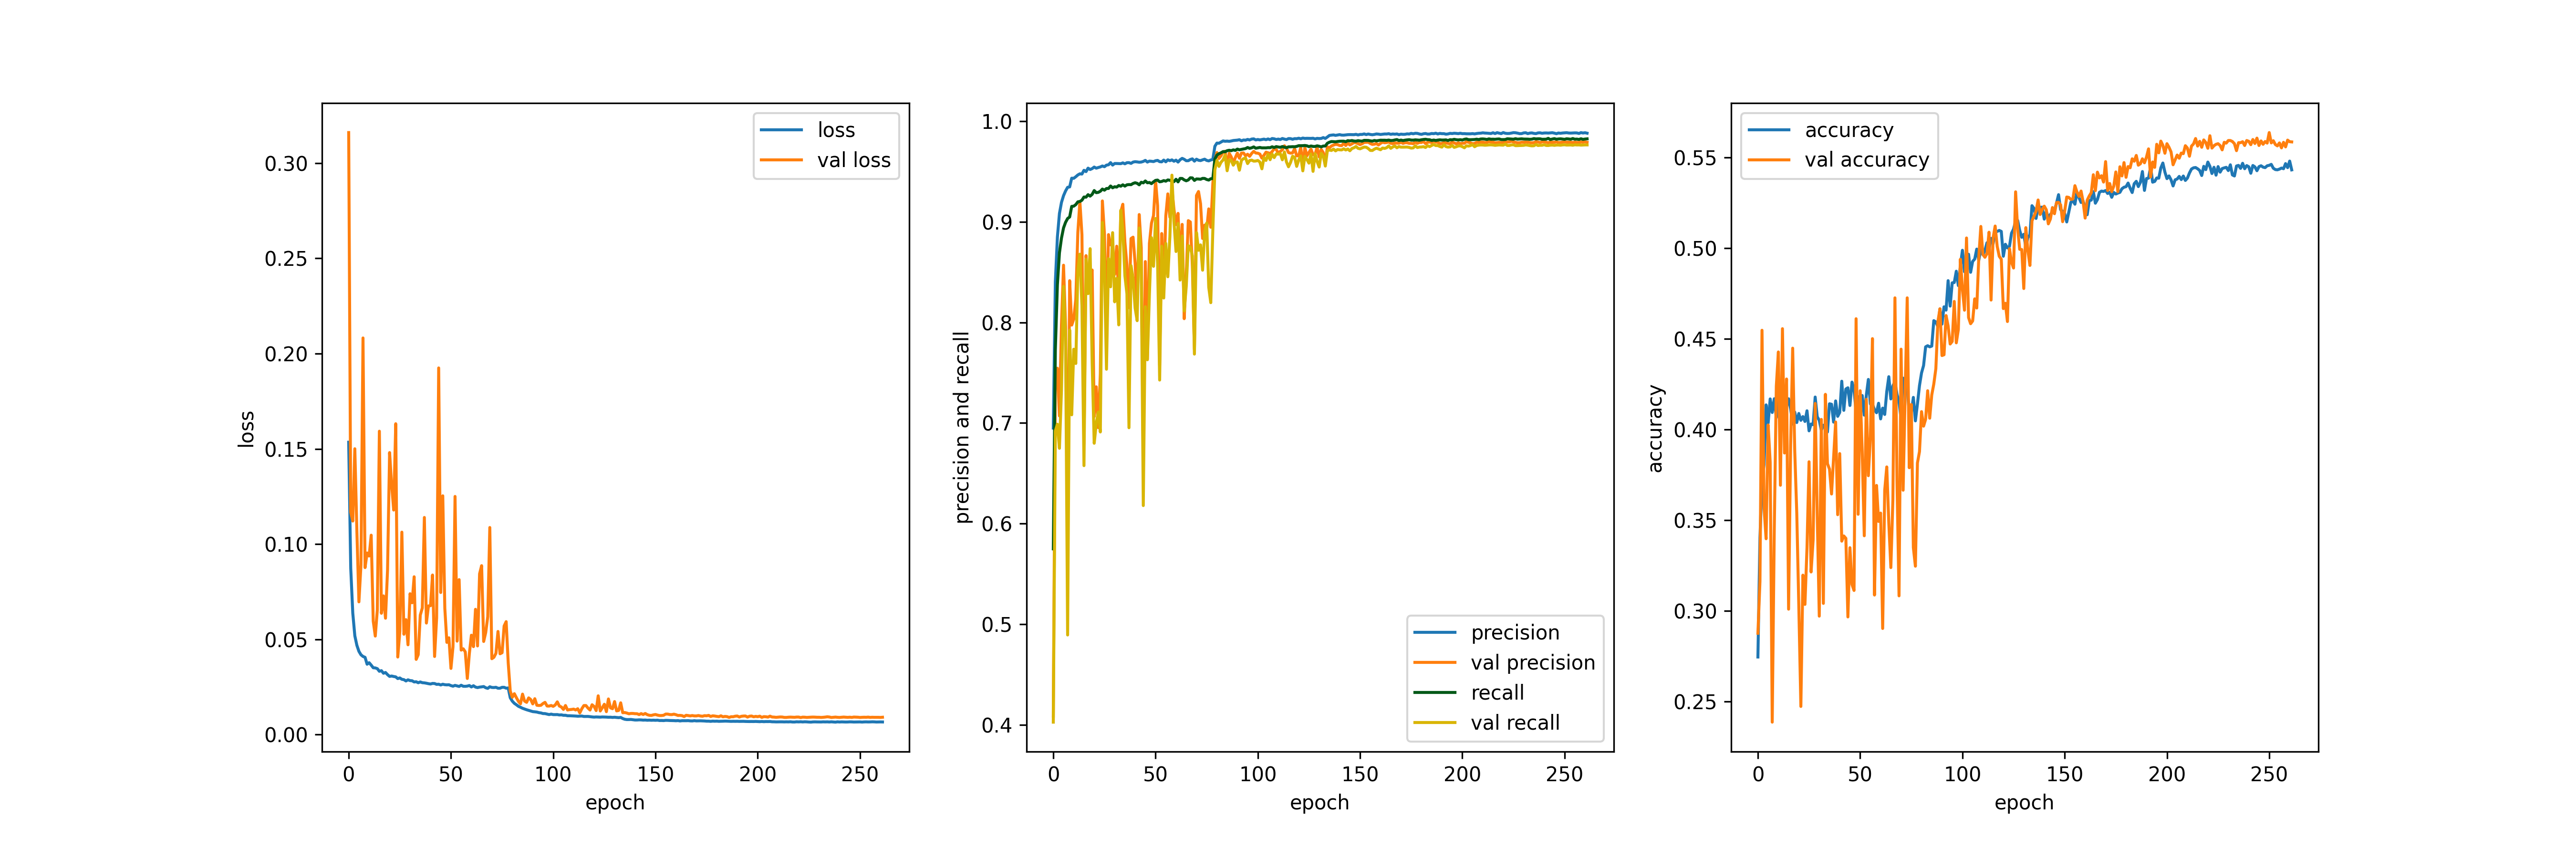 loss
val loss
0.30
0.25
0.20
0.15
0.10
0.05
0.00
loss
0 50 100 150 200 250
epoch
1.0
0.9
0.8
0.7
0.6
0.5
0.4
precision and recall
precision
val precision
recall
val recall
0 50 100 150 200 250
epoch
accuracy
val accuracy
0.55
0.50
0.45
0.40
0.35
0.30
0.25
accuracy
0 50 100 150 200 250
epoch